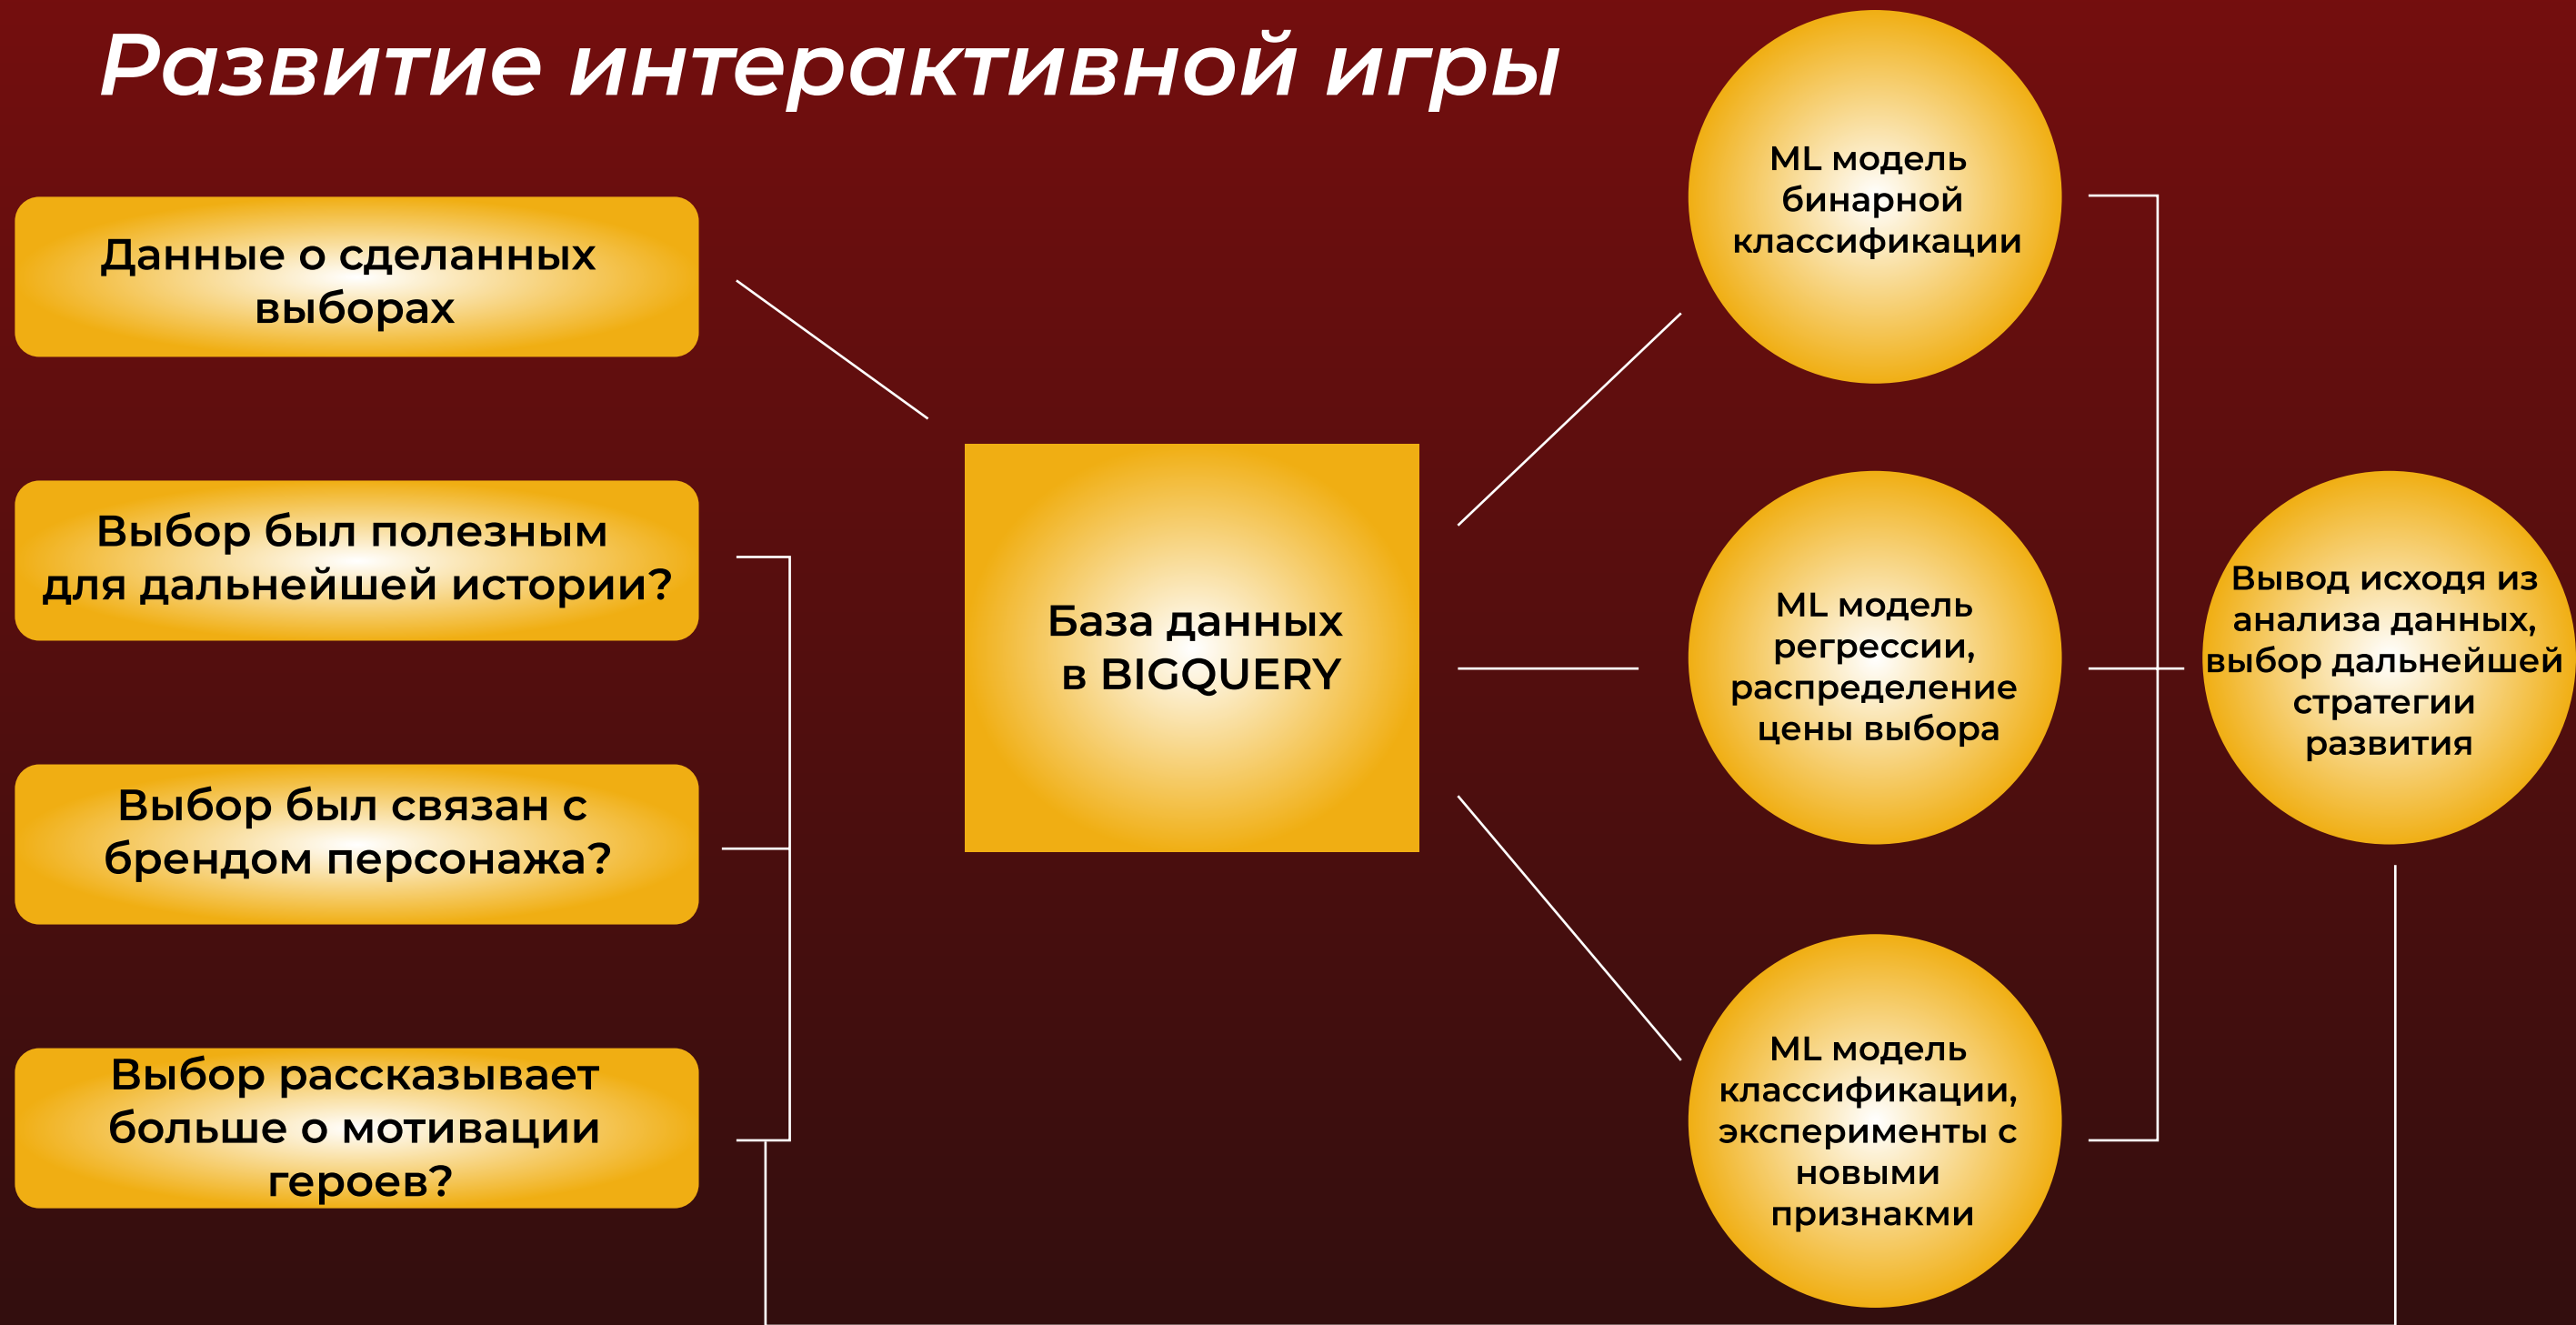 Развитие интерактивной игры
Данные о сделанных
выборах
Выбор был полезным
для дальнейшей истории?
Выбор был связан с
брендом персонажа?
Выбор рассказывает
больше о мотивации
героев?
База данных
в BIGQUERY
ML модель
бинарной
классификации
ML модель
регрессии,
распределение
цены выбора
ML модель
классификации,
эксперименты с
новыми
признакми
Вывод исходя из
анализа данных,
выбор дальнейшей
стратегии
развития